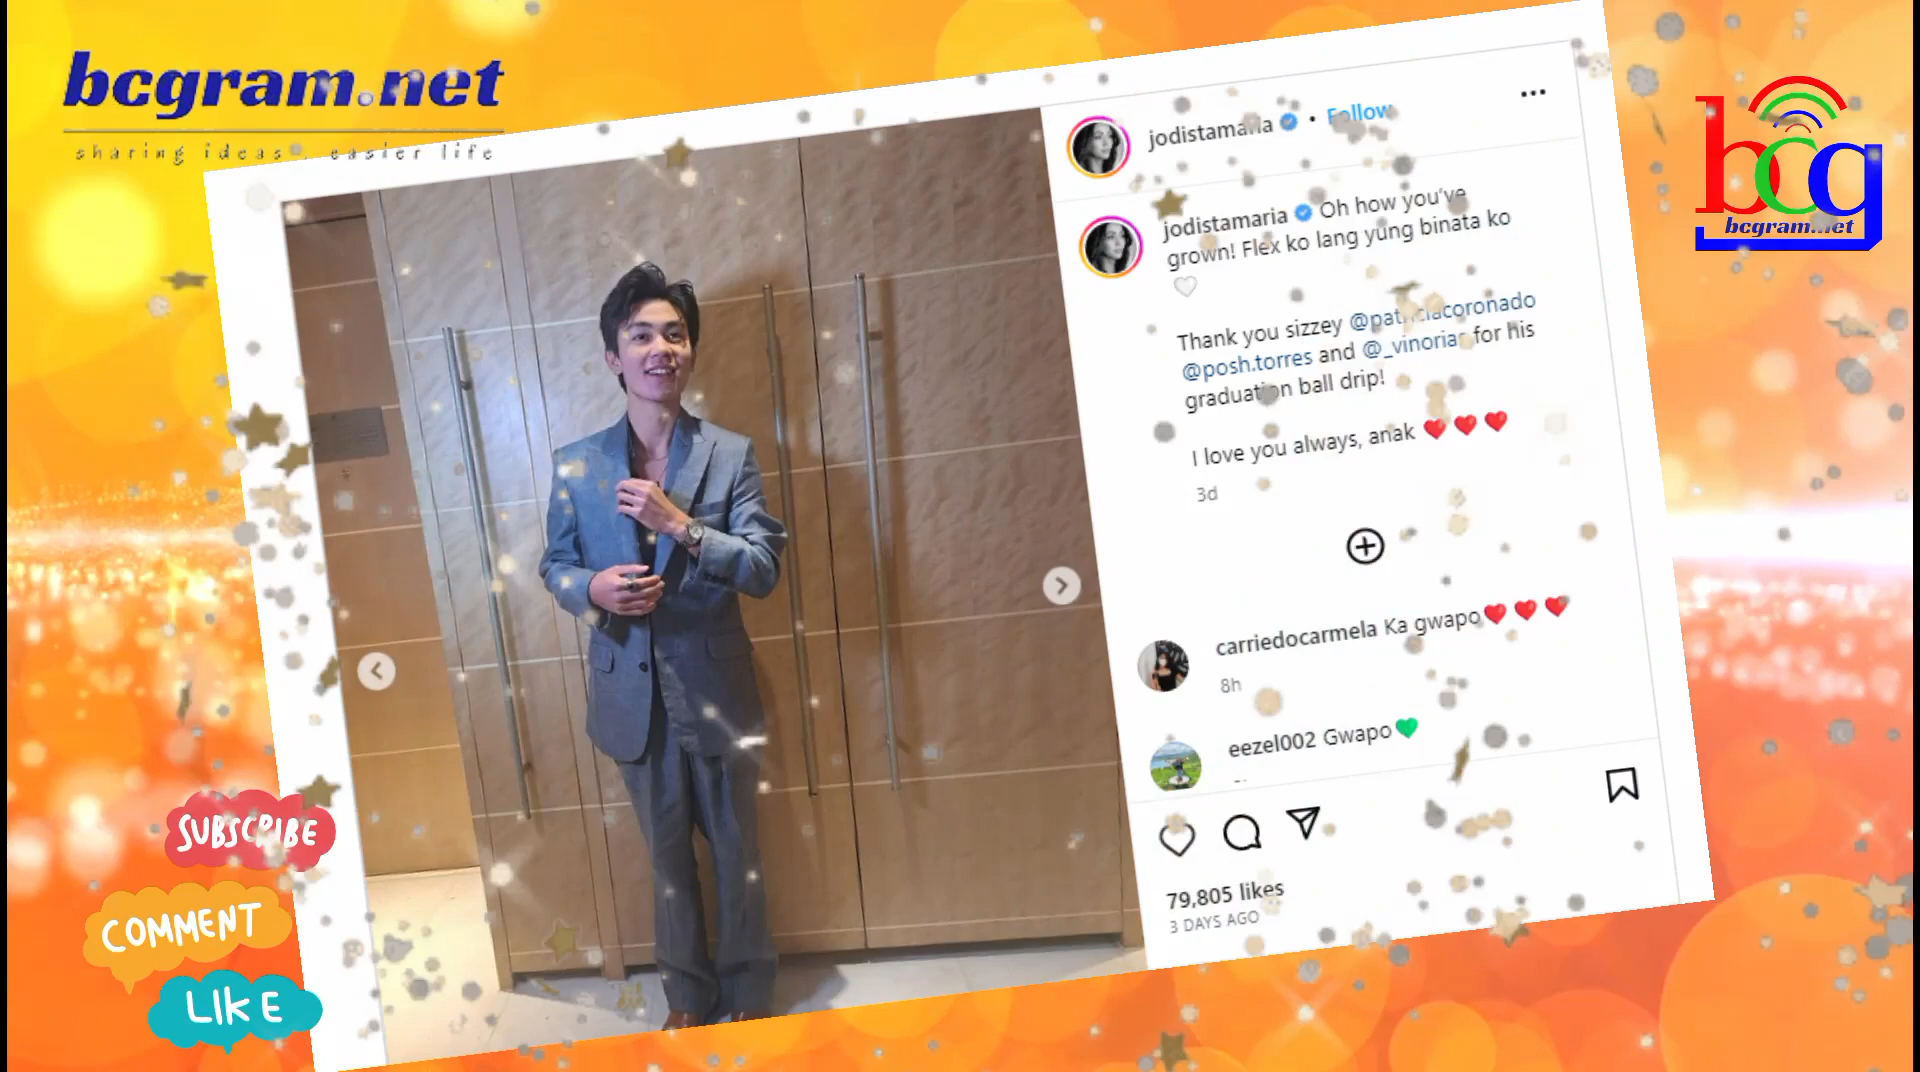 bcgram.net
sharing ideas, easier life
bcg
bcgram.net
jodistamaria • Follow
jodistamaria Oh how you've
grown! Flex ko lang yung binata ko
🤍
Thank you sizzey @patriciacoronado
@posh.torres and @_vinorian for his
graduation ball drip!
I love you always, anak ❤️❤️❤️
3d
carriedocarmela Ka gwapo❤️❤️❤️
8h
eezel002 Gwapo💚
79,805 likes
3 DAYS AGO
SUBSCRIBE
COMMENT
LIKE